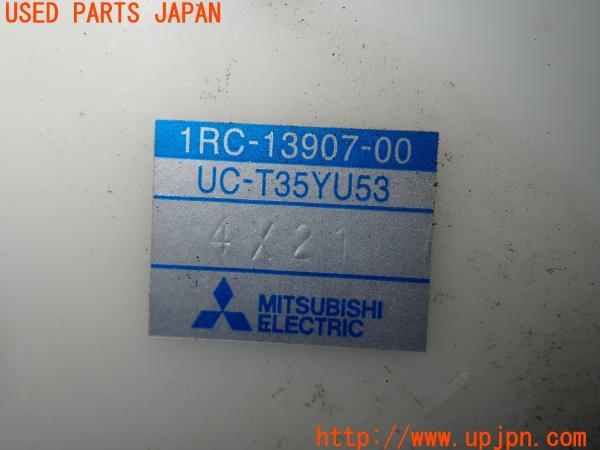 USED PARTS JAPAN
1RC-13907-00
UC-T35YU53
4X21
MITSUBISHI
ELECTRIC
http://www.upjpn.com/